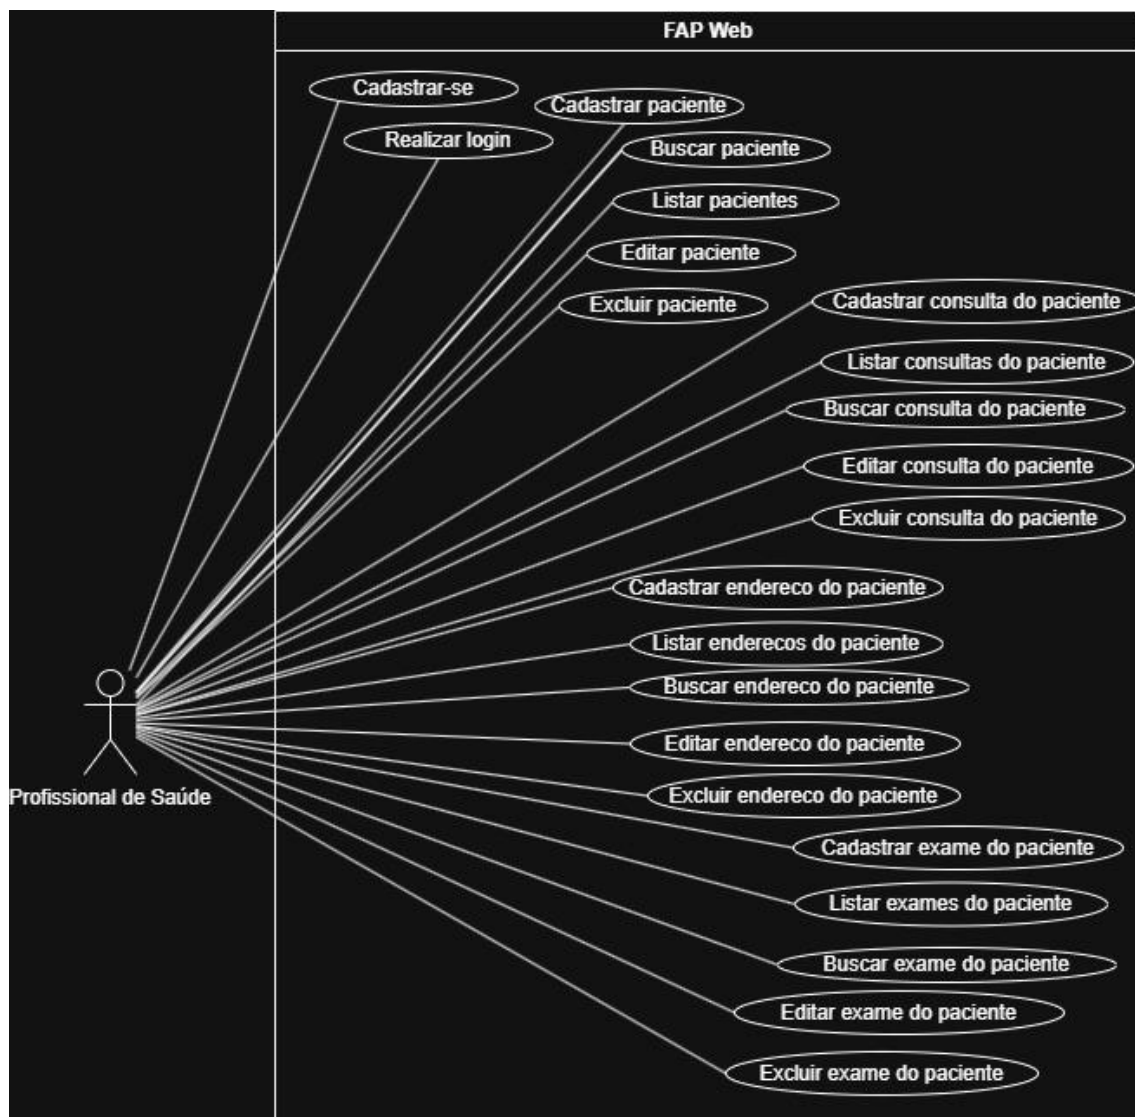 FAP Web
Cadastrar-se
Cadastrar paciente
Realizar login
Buscar paciente
Listar pacientes
Editar paciente
Excluir paciente
Cadastrar consulta do paciente
Listar consultas do paciente
Buscar consulta do paciente
Editar consulta do paciente
Excluir consulta do paciente
Cadastrar endereco do paciente
Listar enderecos do paciente
Buscar endereco do paciente
Editar endereco do paciente
Profissional de Saúde
Excluir endereco do paciente
Cadastrar exame do paciente
Listar exames do paciente
Buscar exame do paciente
Editar exame do paciente
Excluir exame do paciente